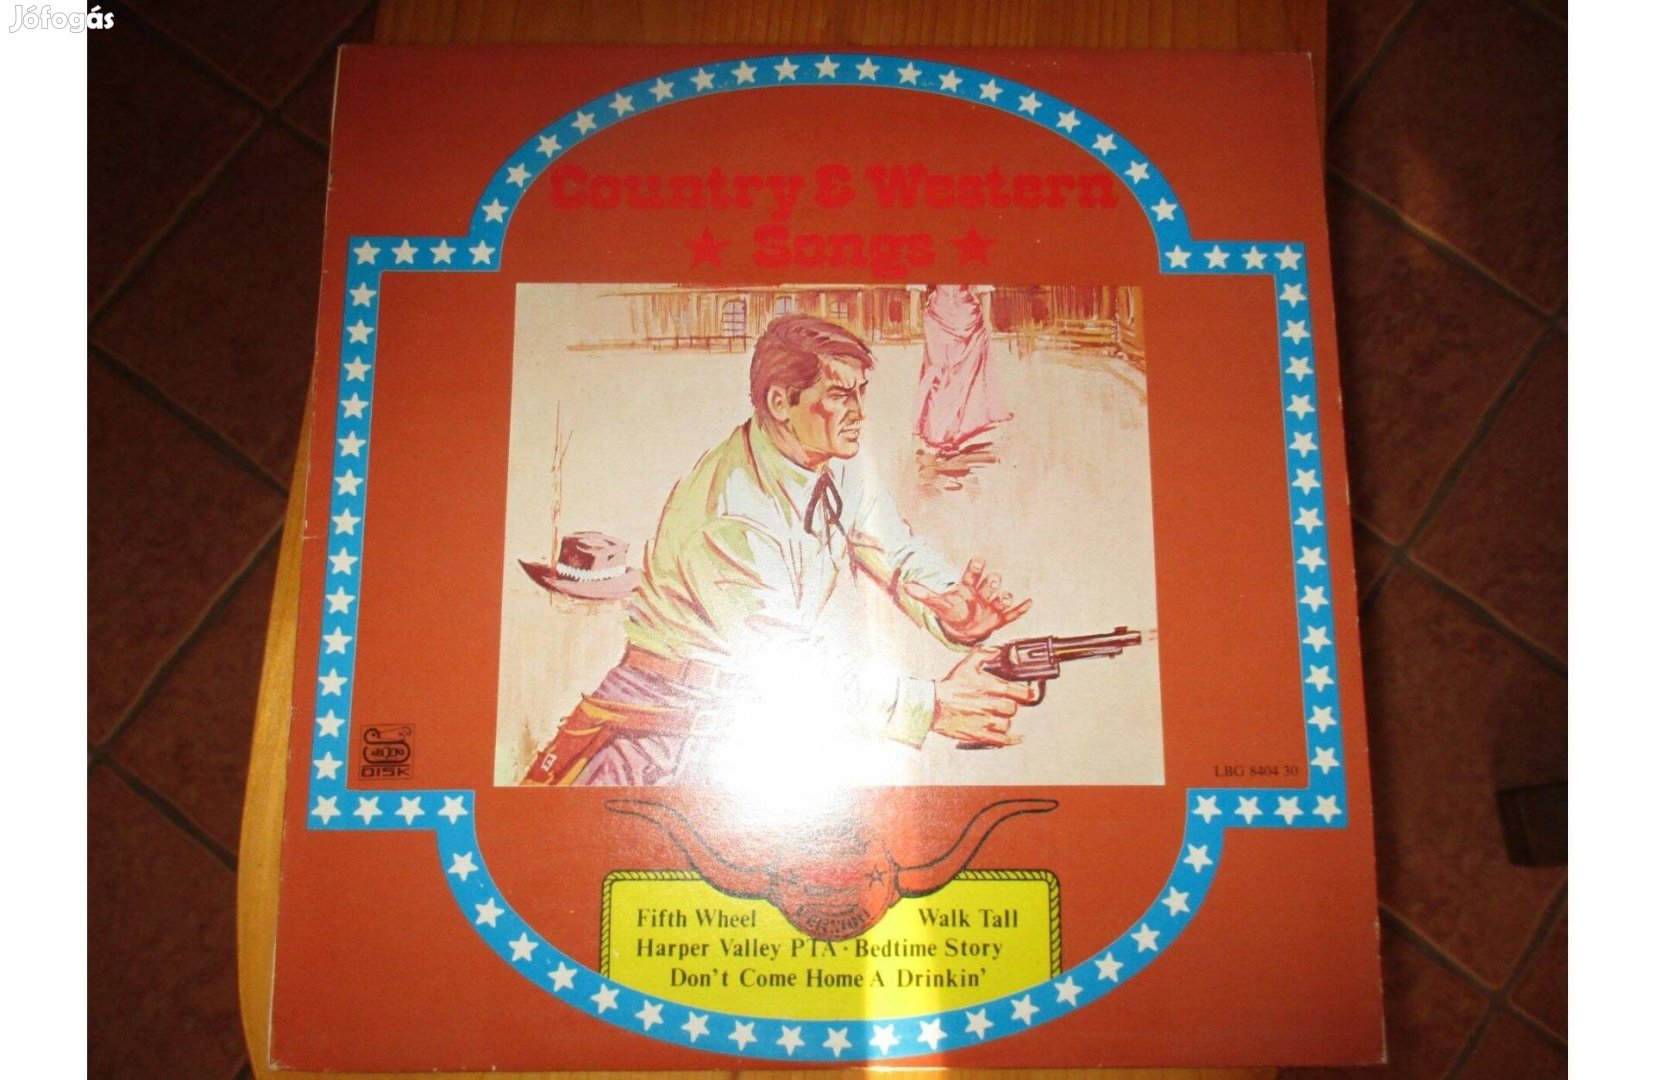 Jófogás
Country & Western
★ Songs ★
DISK
LBG 8404 30
Fifth Wheel
Walk Tall
Harper Valley PTA · Bedtime Story
Don't Come Home A Drinkin'